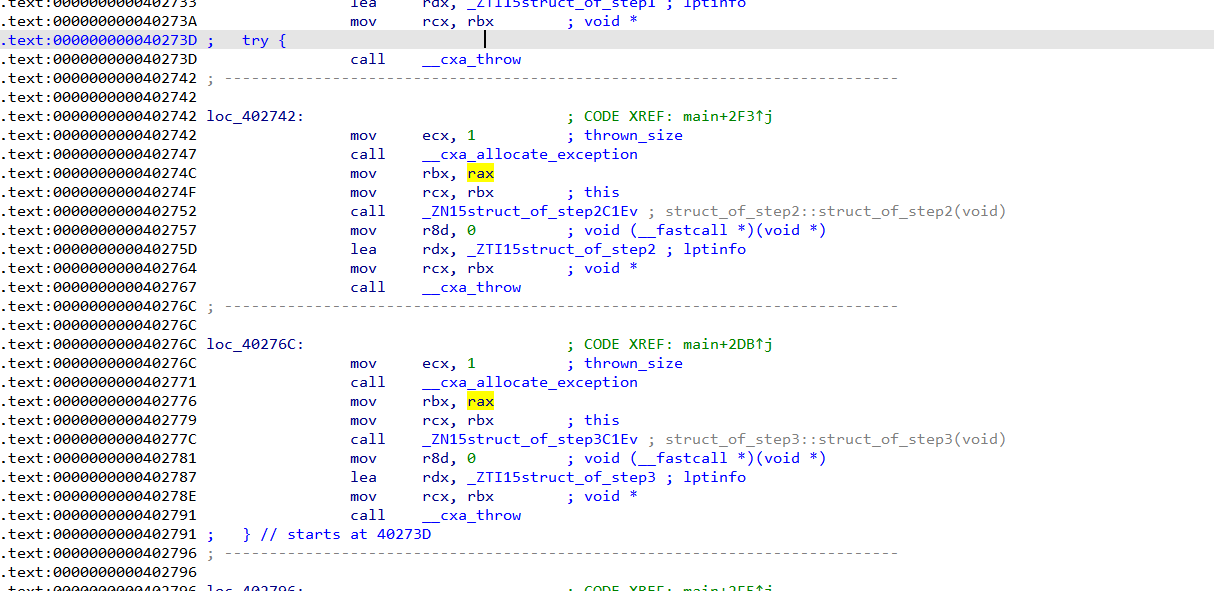 .text:0000000000402733 lea rdx, _ZTI15struct_of_step1 ; lptinfo
.text:000000000040273A mov rcx, rbx ; void *
.text:000000000040273D ; try {
.text:000000000040273D call __cxa_throw
.text:0000000000402742 ; ---------------------------------------------------------------------------
.text:0000000000402742
.text:0000000000402742 loc_402742: ; CODE XREF: main+2F3↑j
.text:0000000000402742 mov ecx, 1 ; thrown_size
.text:0000000000402747 call __cxa_allocate_exception
.text:000000000040274C mov rbx, rax
.text:000000000040274F mov rcx, rbx ; this
.text:0000000000402752 call _ZN15struct_of_step2C1Ev ; struct_of_step2::struct_of_step2(void)
.text:0000000000402757 mov r8d, 0 ; void (__fastcall *)(void *)
.text:000000000040275D lea rdx, _ZTI15struct_of_step2 ; lptinfo
.text:0000000000402764 mov rcx, rbx ; void *
.text:0000000000402767 call __cxa_throw
.text:000000000040276C ; ---------------------------------------------------------------------------
.text:000000000040276C
.text:000000000040276C loc_40276C: ; CODE XREF: main+2DB↑j
.text:000000000040276C mov ecx, 1 ; thrown_size
.text:0000000000402771 call __cxa_allocate_exception
.text:0000000000402776 mov rbx, rax
.text:0000000000402779 mov rcx, rbx ; this
.text:000000000040277C call _ZN15struct_of_step3C1Ev ; struct_of_step3::struct_of_step3(void)
.text:0000000000402781 mov r8d, 0 ; void (__fastcall *)(void *)
.text:0000000000402787 lea rdx, _ZTI15struct_of_step3 ; lptinfo
.text:000000000040278E mov rcx, rbx ; void *
.text:0000000000402791 call __cxa_throw
.text:0000000000402791 ; } // starts at 40273D
.text:0000000000402796 ; ---------------------------------------------------------------------------
.text:0000000000402796
.text:0000000000402796 loc_402796: ; CODE XREF: